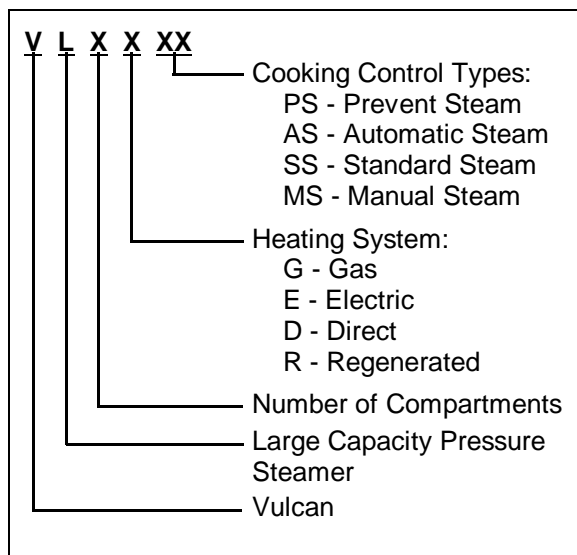 V L X X XX
Cooking Control Types:
PS - Prevent Steam
AS - Automatic Steam
SS - Standard Steam
MS - Manual Steam
Heating System:
G - Gas
E - Electric
D - Direct
R - Regenerated
Number of Compartments
Large Capacity Pressure
Steamer
Vulcan